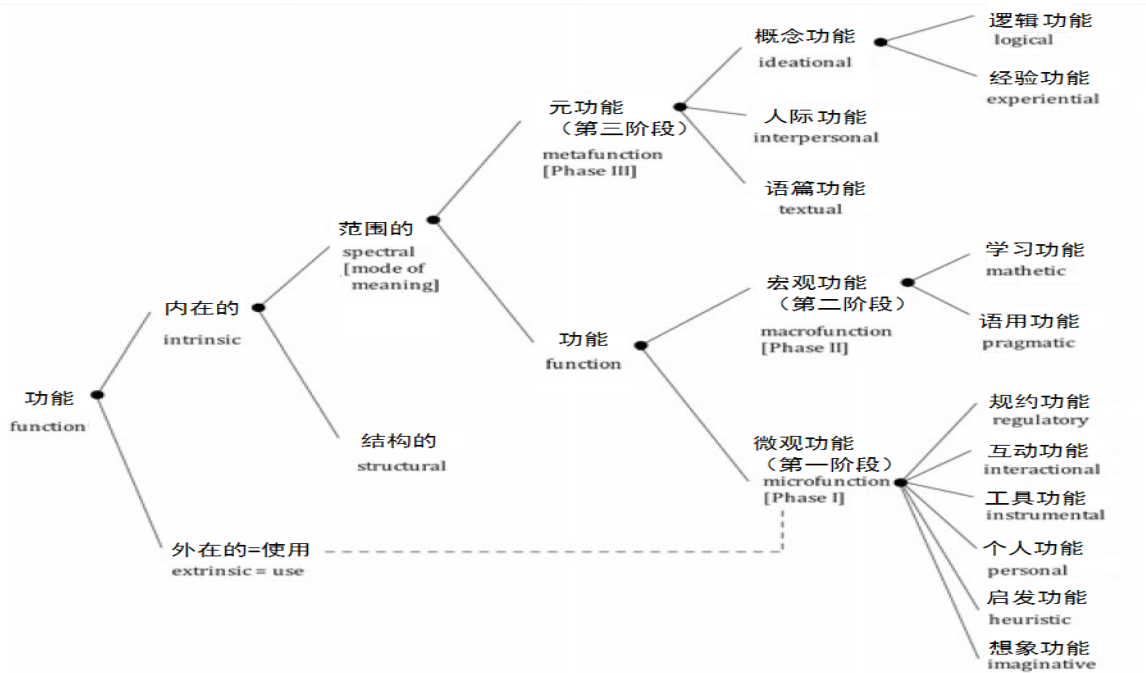 概念功能
ideational
逻辑功能
logical
经验功能
experiential
元功能
（第三阶段）
metafunction
[Phase III]
人际功能
interpersonal
语篇功能
textual
范围的
spectral
[mode of
meaning]
学习功能
mathetic
宏观功能
（第二阶段）
macrofunction
[Phase II]
语用功能
pragmatic
内在的
intrinsic
功能
function
功能
function
规约功能
regulatory
结构的
structural
微观功能
（第一阶段）
microfunction
[Phase I]
互动功能
interactional
工具功能
instrumental
外在的=使用
extrinsic = use
个人功能
personal
启发功能
heuristic
想象功能
imaginative